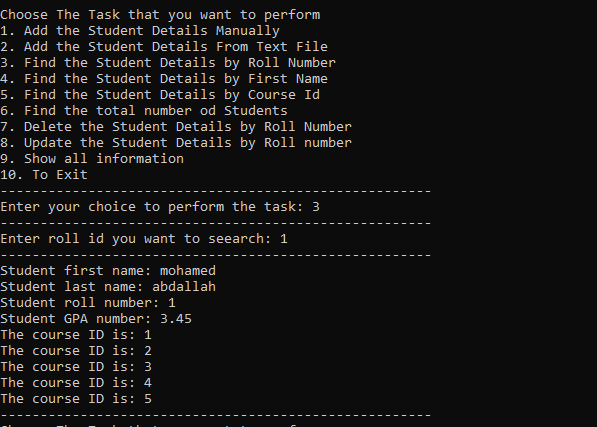 Choose The Task that you want to perform
1. Add the Student Details Manually
2. Add the Student Details From Text File
3. Find the Student Details by Roll Number
4. Find the Student Details by First Name
5. Find the Student Details by Course Id
6. Find the total number od Students
7. Delete the Student Details by Roll Number
8. Update the Student Details by Roll number
9. Show all information
10. To Exit
------------------------------------------------------
Enter your choice to perform the task: 3
------------------------------------------------------
Enter roll id you want to seearch: 1
------------------------------------------------------
Student first name: mohamed
Student last name: abdallah
Student roll number: 1
Student GPA number: 3.45
The course ID is: 1
The course ID is: 2
The course ID is: 3
The course ID is: 4
The course ID is: 5
------------------------------------------------------